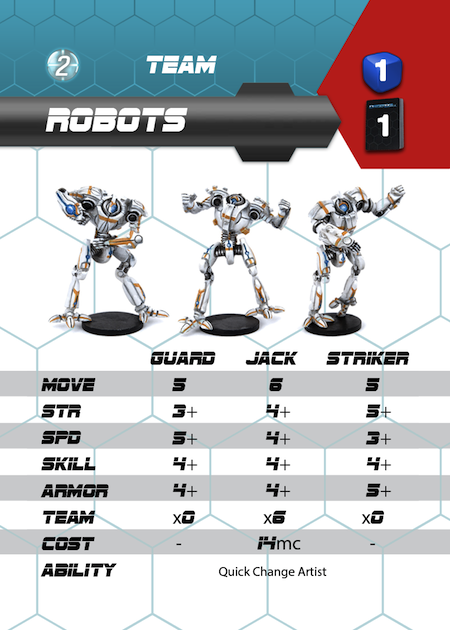 2 TEAM 1
ROBOTS 1
GUARD JACK STRIKER
MOVE 5 6 5
STR 3+ 4+ 5+
SPD 5+ 4+ 3+
SKILL 4+ 4+ 4+
ARMOR 4+ 4+ 5+
TEAM x0 x6 x0
COST - 14mc -
ABILITY Quick Change Artist